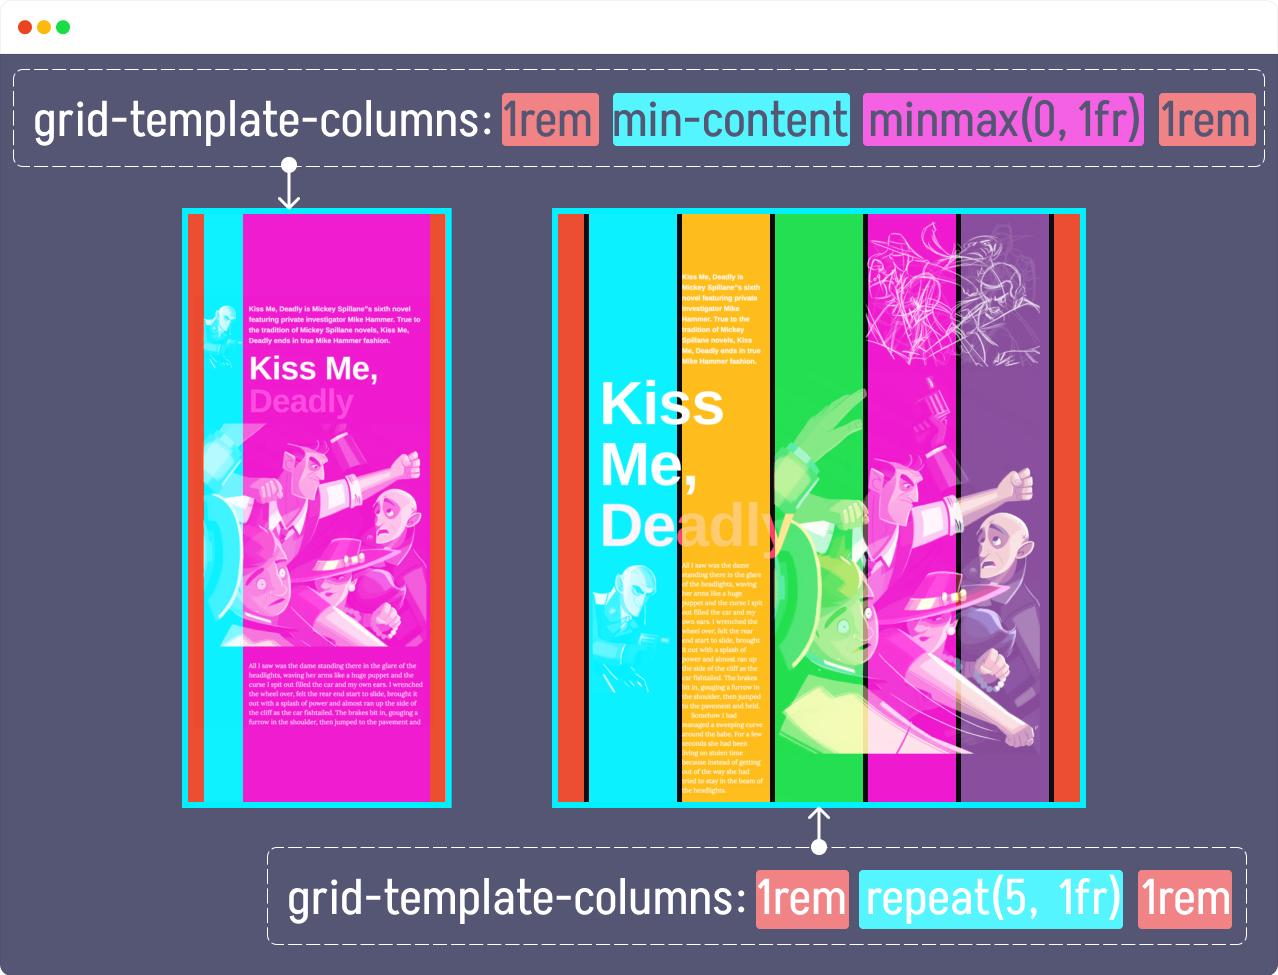 grid-template-columns: 1rem min-content minmax(0, 1fr) 1rem
Kiss Me, Deadly is Mickey Spillane"s sixth novel
featuring private investigator Mike Hammer. True to
the tradition of Mickey Spillane novels, Kiss Me,
Deadly ends in true Mike Hammer fashion.
Kiss Me,
Deadly
All I saw was the dame standing there in the glare of the
headlights, waving her arms like a huge puppet and the
curse I spit out filled the car and my own ears. I wrenched
the wheel over, felt the rear end start to slide, brought it
out with a splash of power and almost ran up the side of
the cliff as the car fishtailed. The brakes bit in, gouging a
furrow in the shoulder, then jumped to the pavement and
Kiss Me, Deadly is
Mickey Spillane"s sixth
novel featuring private
investigator Mike
Hammer. True to the
tradition of Mickey
Spillane novels, Kiss
Me, Deadly ends in true
Mike Hammer fashion.
Kiss
Me,
Deadly
All I saw was the dame
standing there in the glare
of the headlights, waving
her arms like a huge
puppet and the curse I spit
out filled the car and my
own ears. I wrenched the
wheel over, felt the rear
end start to slide, brought
it out with a splash of
power and almost ran up
the side of the cliff as the
car fishtailed. The brakes
bit in, gouging a furrow in
the shoulder, then jumped
to the pavement and held.
Somehow I had
managed a sweeping curve
around the babe. For a few
seconds she had been
living on stolen time
because instead of getting
out of the way she had
tried to stay in the beam of
the headlights.
grid-template-columns: 1rem repeat(5, 1fr) 1rem